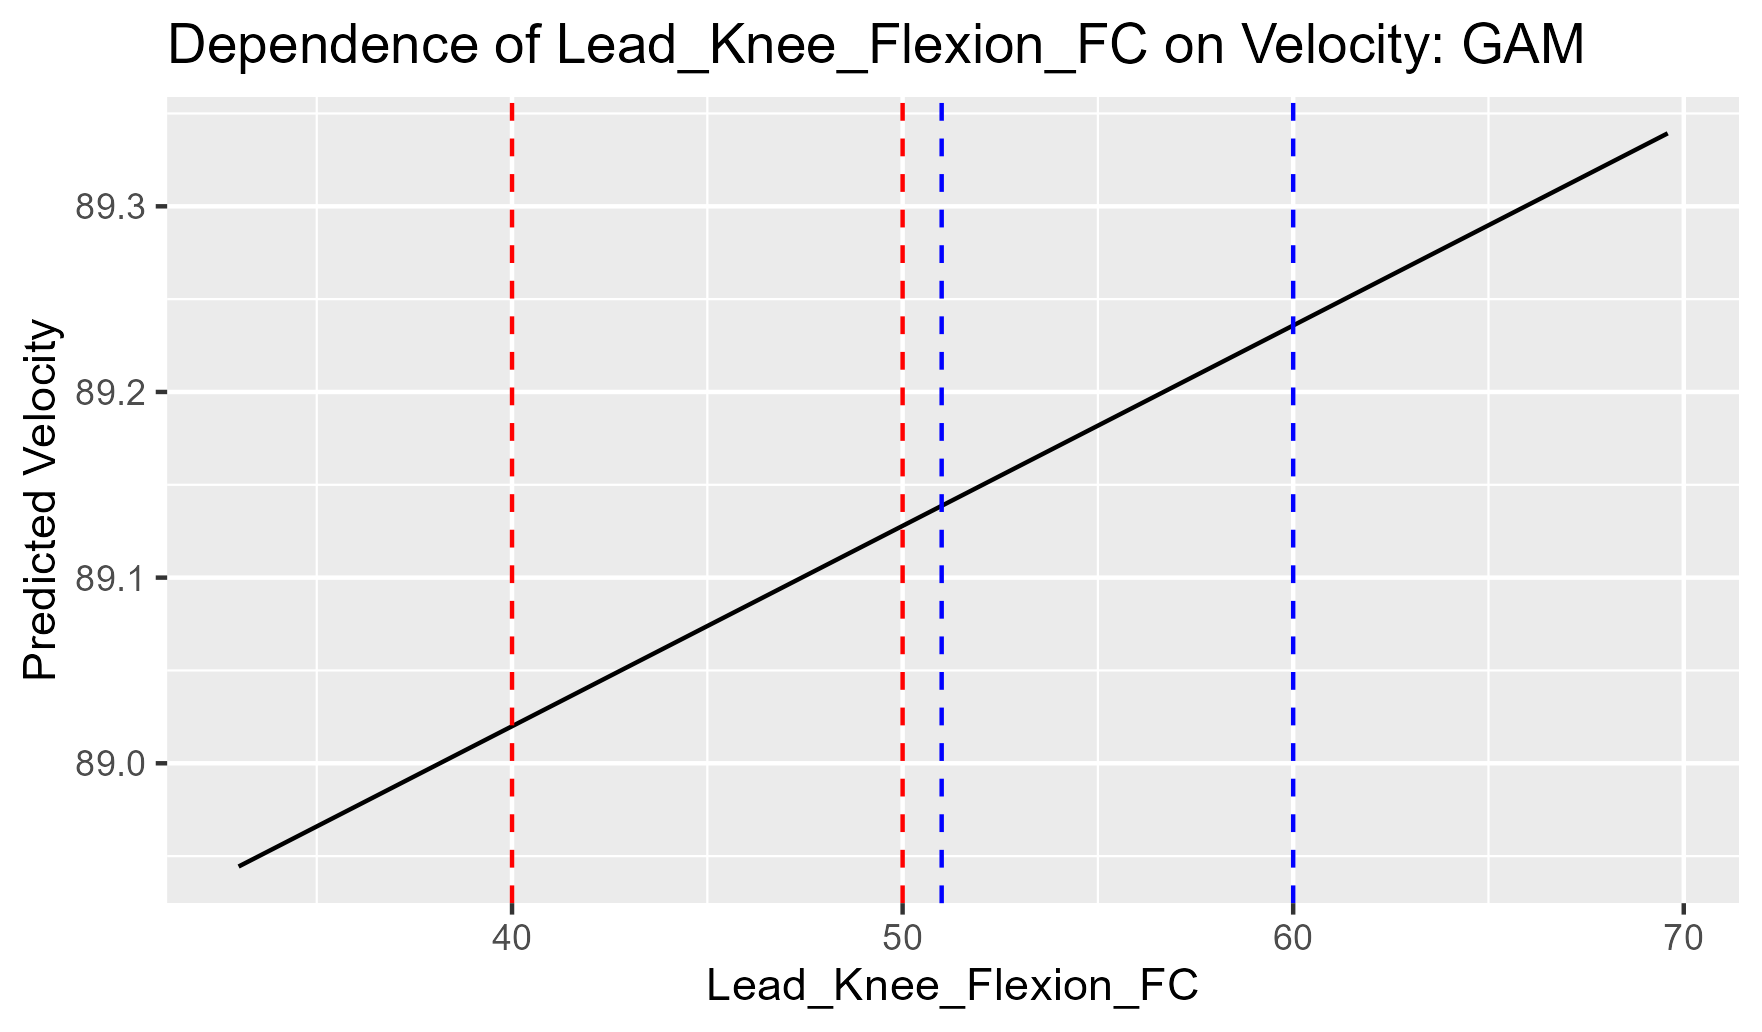 Dependence of Lead_Knee_Flexion_FC on Velocity: GAM
Predicted Velocity
89.3
89.2
89.1
89.0
40 50 60 70
Lead_Knee_Flexion_FC